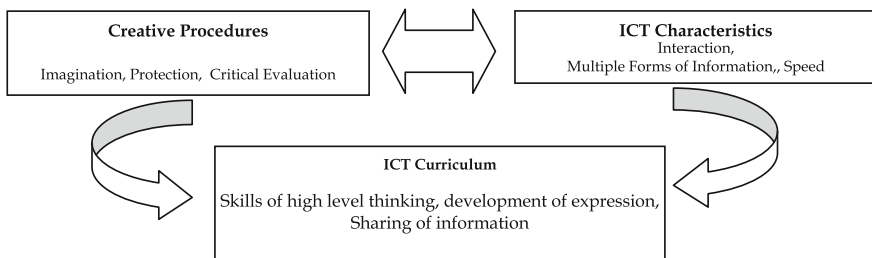 Creative Procedures
Imagination, Protection, Critical Evaluation
ICT Characteristics
Interaction,
Multiple Forms of Information,, Speed
ICT Curriculum
Skills of high level thinking, development of expression,
Sharing of information